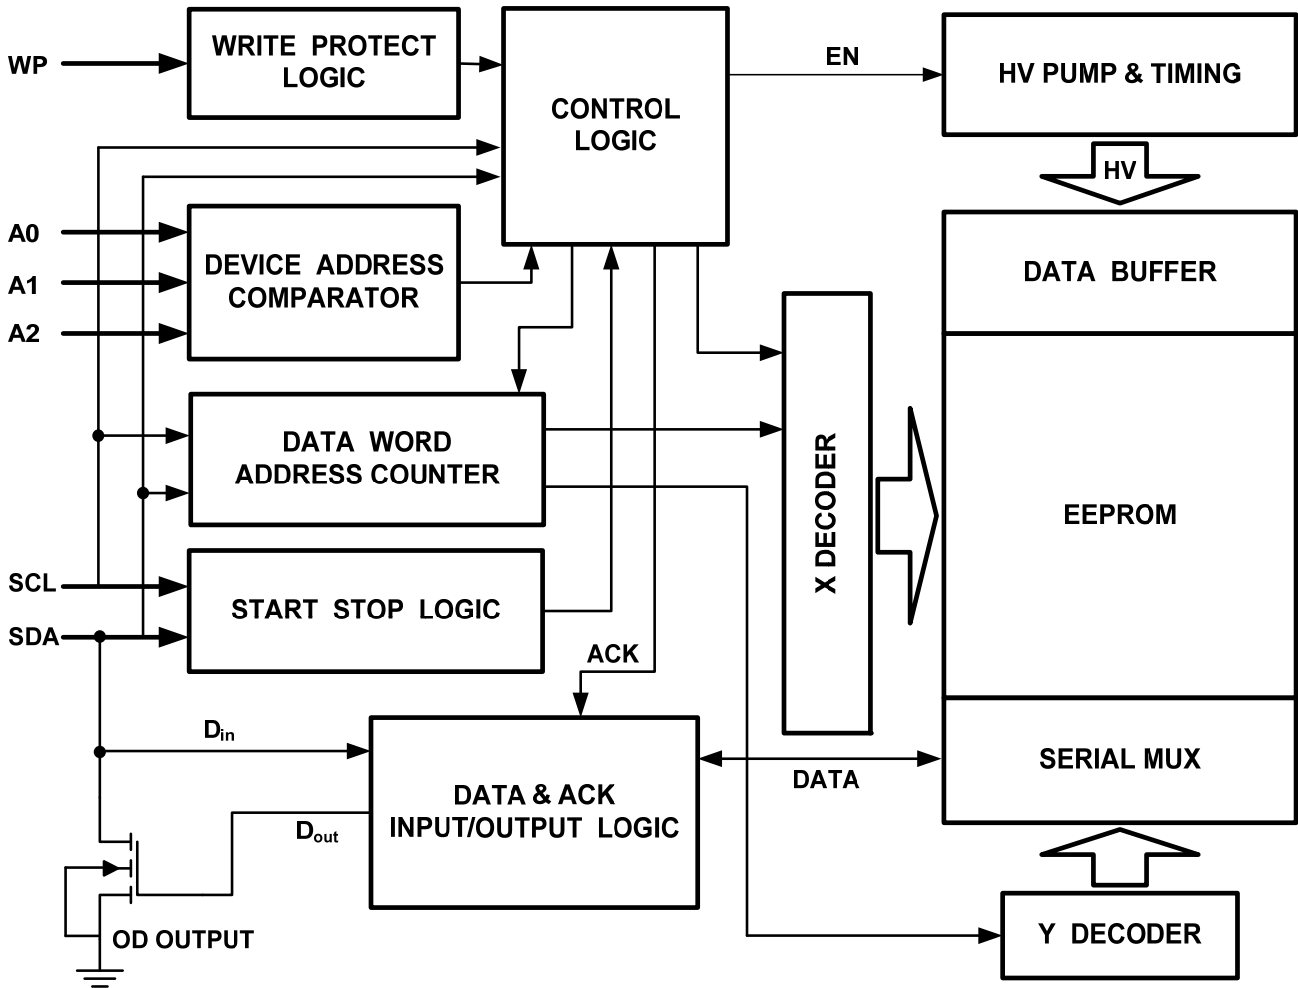 WP
WRITE PROTECT
LOGIC
CONTROL
LOGIC
EN
HV PUMP & TIMING
HV
A0
A1
A2
DEVICE ADDRESS
COMPARATOR
DATA BUFFER
DATA WORD
ADDRESS COUNTER
X DECODER
EEPROM
SCL
SDA
START STOP LOGIC
ACK
Din
DATA & ACK
INPUT/OUTPUT LOGIC
DATA
SERIAL MUX
Dout
OD OUTPUT
Y DECODER